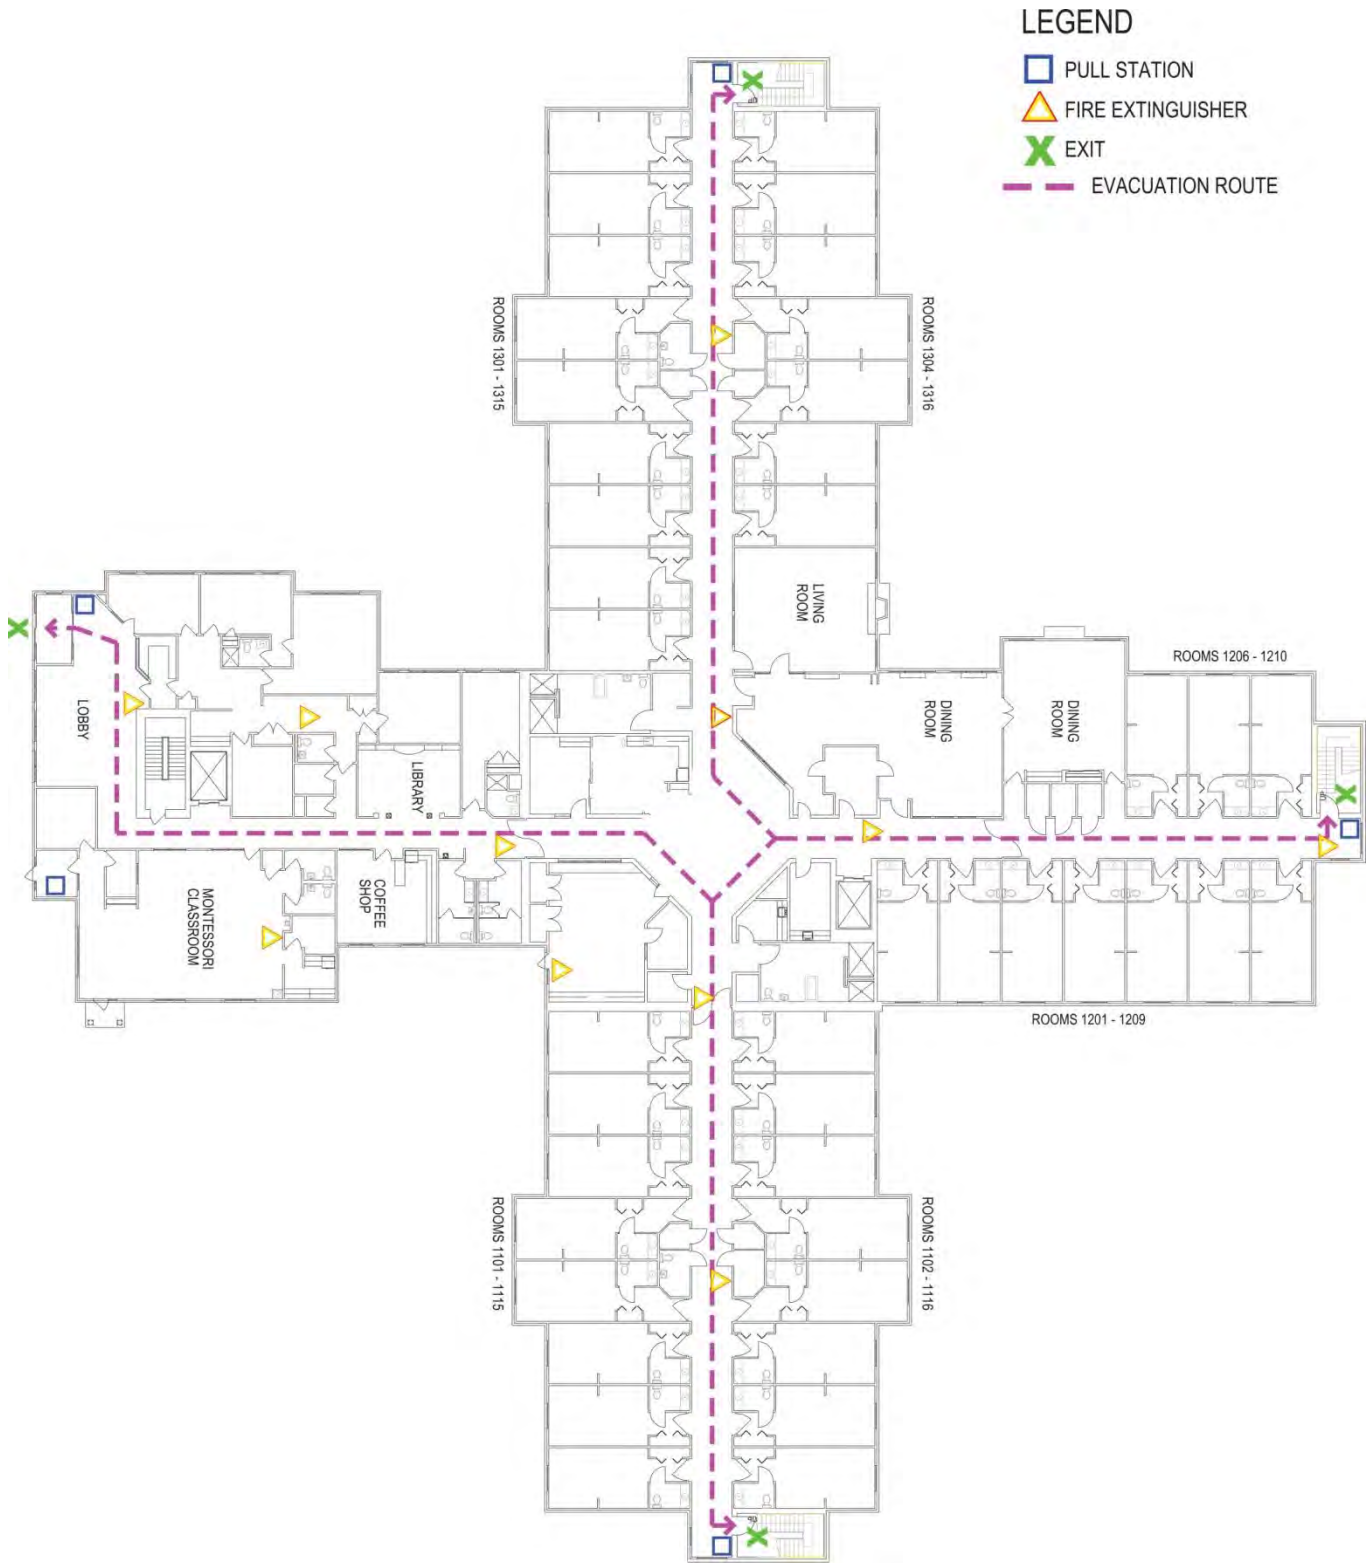 LEGEND
PULL STATION
FIRE EXTINGUISHER
EXIT
EVACUATION ROUTE
ROOMS 1301 - 1315
ROOMS 1304 - 1316
LIVING
ROOM
ROOMS 1206 - 1210
LOBBY
LIBRARY
DINING
ROOM
DINING
ROOM
MONTESSORI
CLASSROOM
COFFEE
SHOP
ROOMS 1201 - 1209
ROOMS 1101 - 1115
ROOMS 1102 - 1116